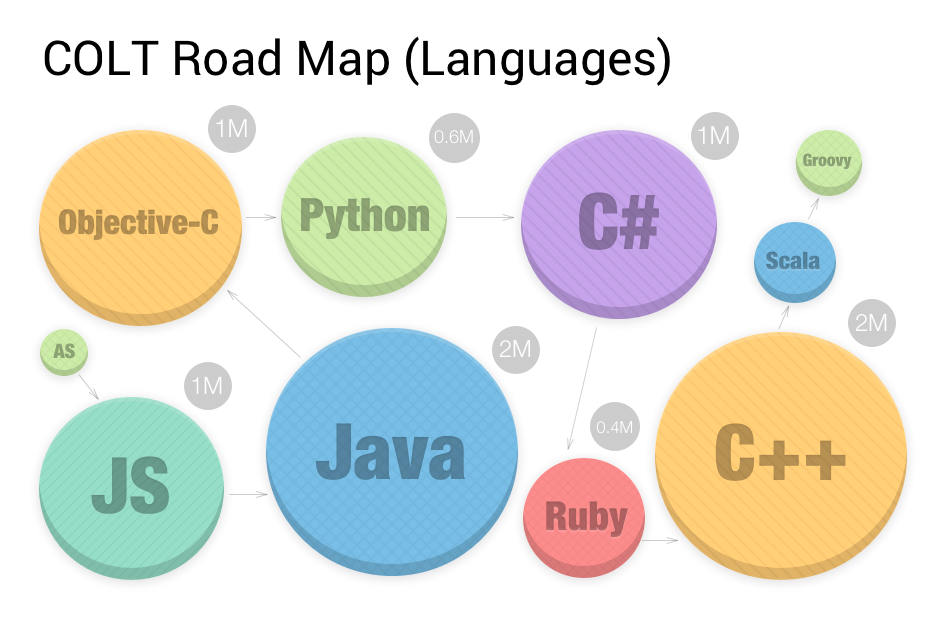 COLT Road Map (Languages)
1M
Objective-C
0.6M
Python
1M
C#
Groovy
Scala
AS
1M
JS
2M
Java
0.4M
Ruby
2M
C++